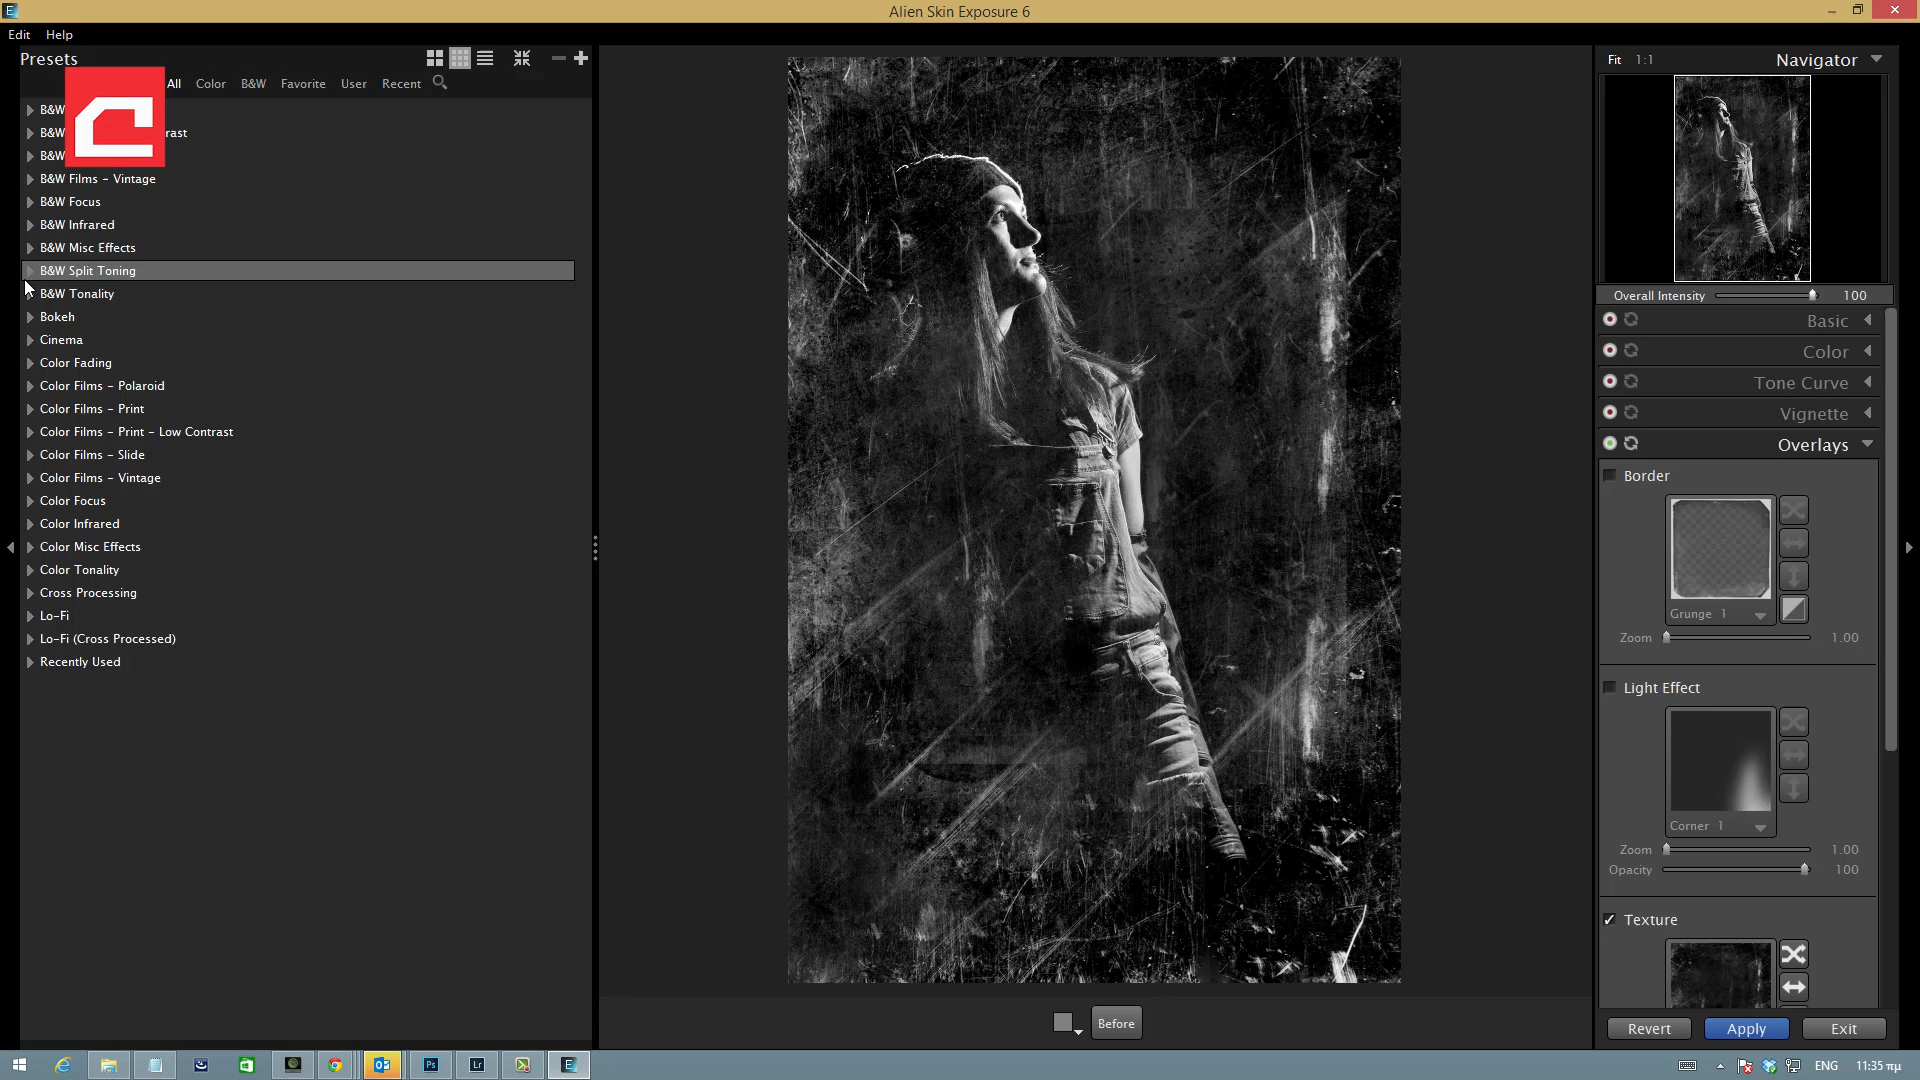 Alien Skin Exposure 6
Edit Help
Presets
All Color B&W Favorite User Recent
B&W
B&W rast
B&W
B&W Films - Vintage
B&W Focus
B&W Infrared
B&W Misc Effects
B&W Split Toning
B&W Tonality
Bokeh
Cinema
Color Fading
Color Films - Polaroid
Color Films - Print
Color Films - Print - Low Contrast
Color Films - Slide
Color Films - Vintage
Color Focus
Color Infrared
Color Misc Effects
Color Tonality
Cross Processing
Lo-Fi
Lo-Fi (Cross Processed)
Recently Used
Before
Fit 1:1 Navigator
Overall Intensity 100
Basic
Color
Tone Curve
Vignette
Overlays
Border
Grunge 1
Zoom 1.00
Light Effect
Corner 1
Zoom 1.00
Opacity 100
Texture
Revert Apply Exit
Ps Lr E ENG 11:35 πμ